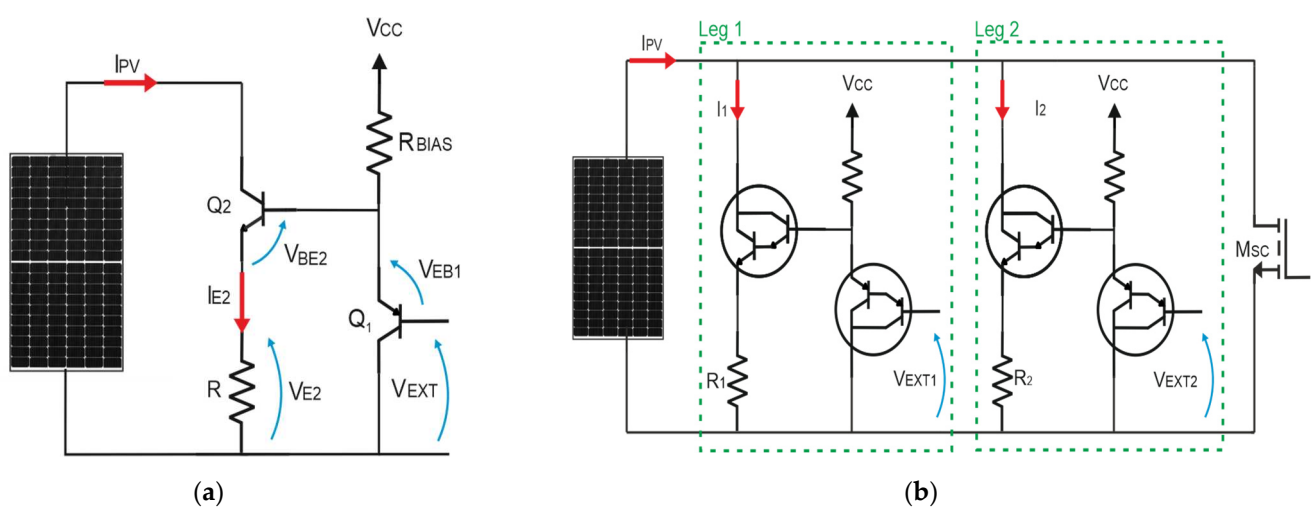 VCC
IPV
RBIAS
Q2
VBE2
VEB1
IE2
Q1
R
VE2
VEXT
(a)
Leg 1
Leg 2
IPV
I1
VCC
I2
VCC
MSC
R1
VEXT1
R2
VEXT2
(b)